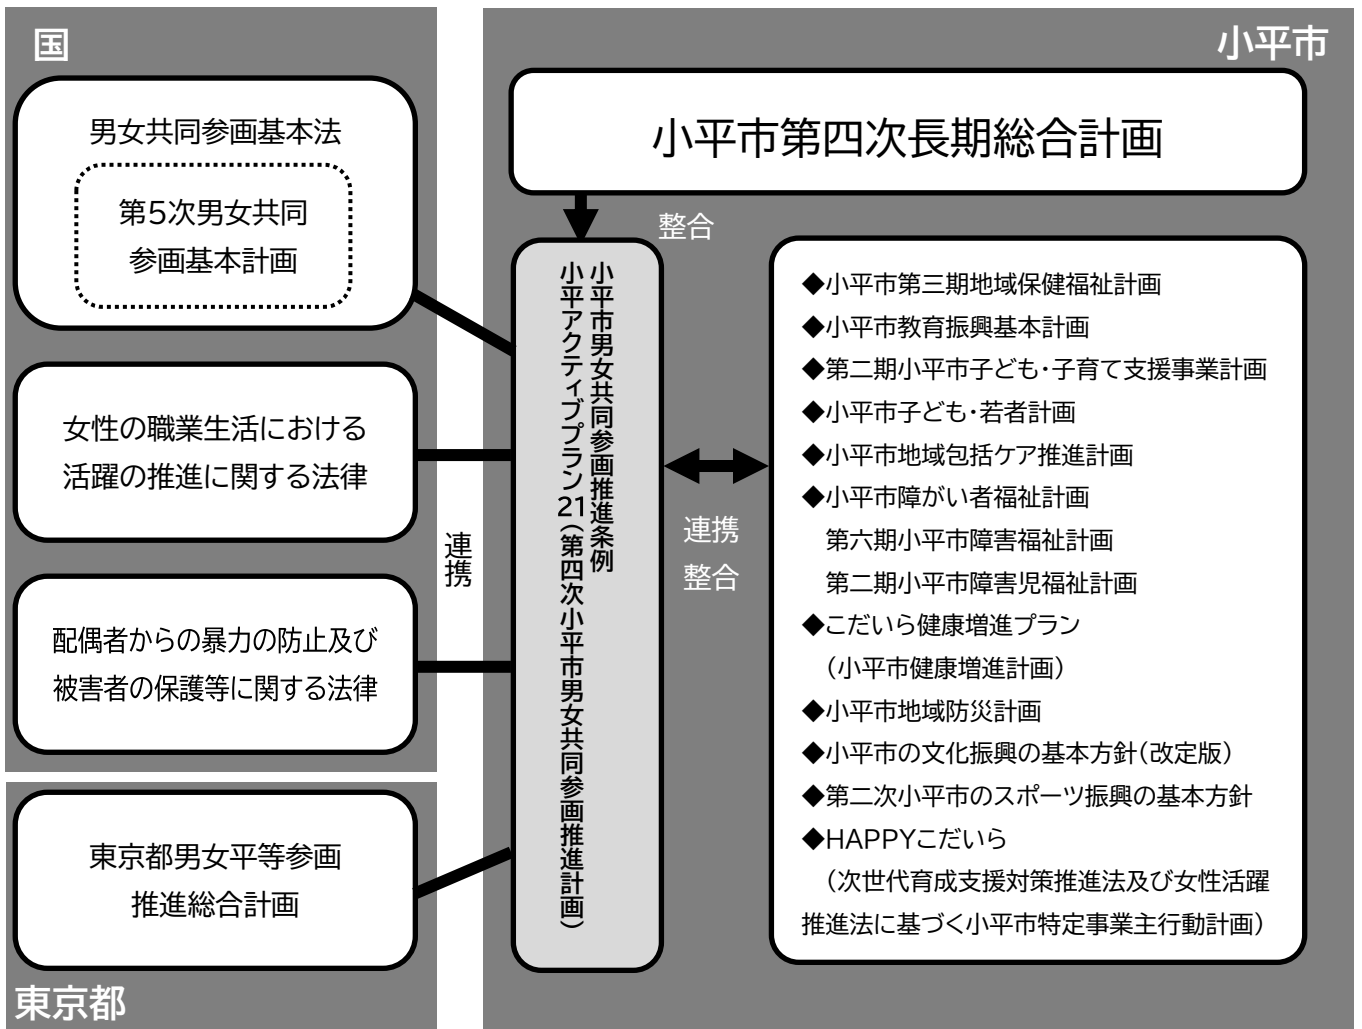 国
男女共同参画基本法
第5次男女共同
参画基本計画
女性の職業生活における
活躍の推進に関する法律
配偶者からの暴力の防止及び
被害者の保護等に関する法律
東京都男女平等参画
推進総合計画
東京都
連携
小平市
小平市第四次長期総合計画
整合
小平市男女共同参画推進条例
小平アクティブプラン21(第四次小平市男女共同参画推進計画)
連携
整合
◆小平市第三期地域保健福祉計画
◆小平市教育振興基本計画
◆第二期小平市子ども・子育て支援事業計画
◆小平市子ども・若者計画
◆小平市地域包括ケア推進計画
◆小平市障がい者福祉計画
第六期小平市障害福祉計画
第二期小平市障害児福祉計画
◆こだいら健康増進プラン
(小平市健康増進計画)
◆小平市地域防災計画
◆小平市の文化振興の基本方針(改定版)
◆第二次小平市のスポーツ振興の基本方針
◆HAPPYこだいら
(次世代育成支援対策推進法及び女性活躍
推進法に基づく小平市特定事業主行動計画)